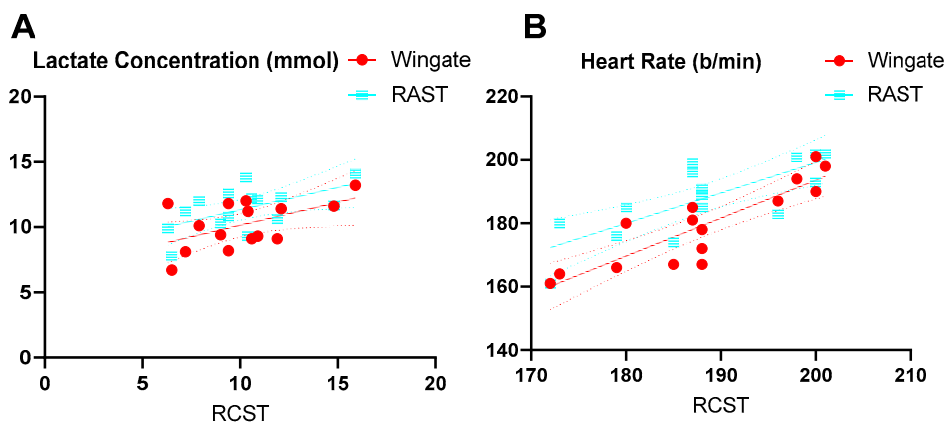 A
Lactate Concentration (mmol)
Wingate
RAST
20
15
10
5
0
0
5
10
15
20
RCST
B
Heart Rate (b/min)
Wingate
RAST
220
200
180
160
140
170
180
190
200
210
RCST